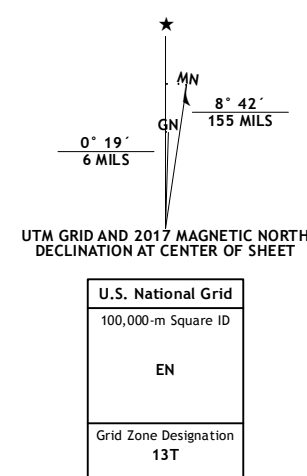 ★
MN
GN
8° 42´
155 MILS
0° 19´
6 MILS
UTM GRID AND 2017 MAGNETIC NORTH
DECLINATION AT CENTER OF SHEET
U.S. National Grid
100,000-m Square ID
EN
Grid Zone Designation
13T